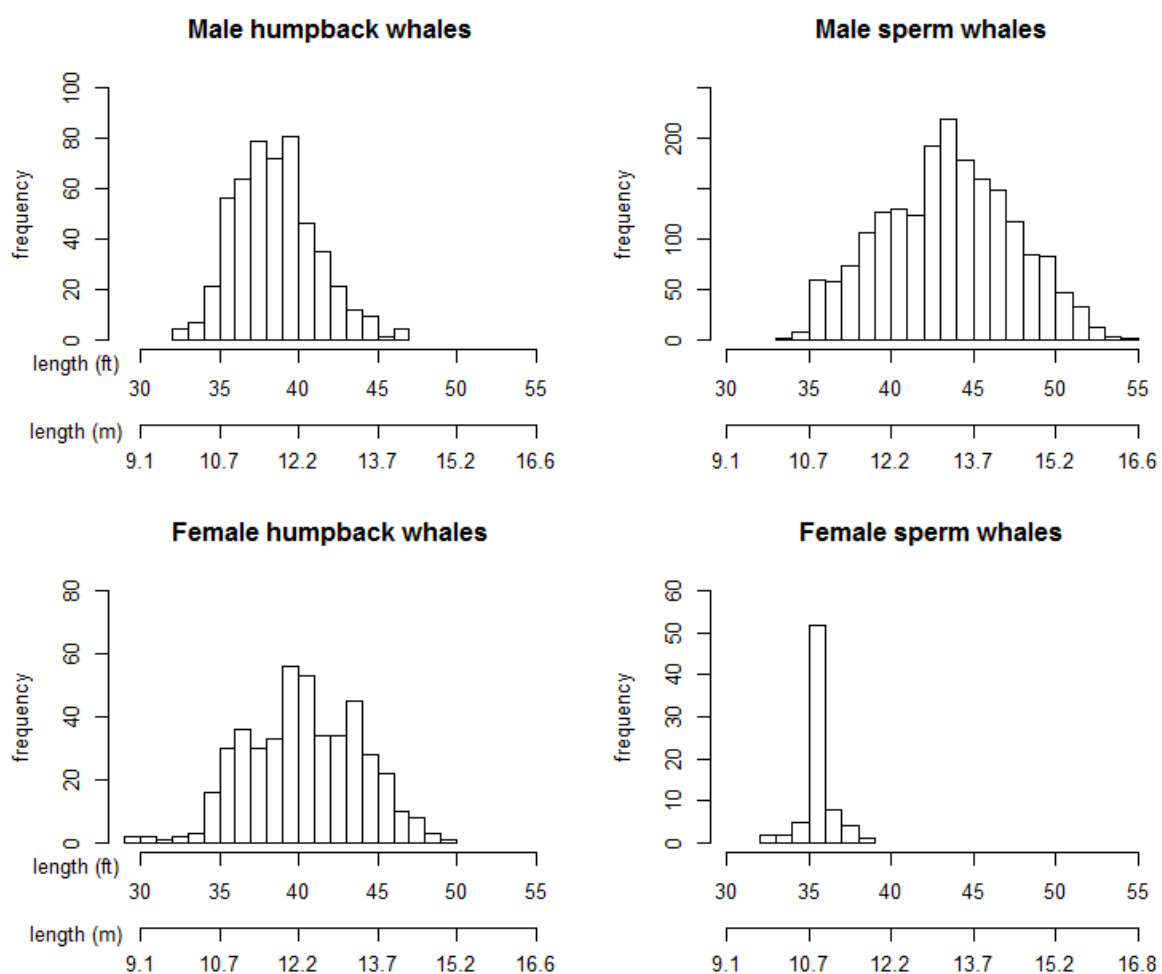 Male humpback whales
frequency
0 20 40 60 80 100
length (ft)
30 35 40 45 50 55
length (m)
9.1 10.7 12.2 13.7 15.2 16.6
Male sperm whales
frequency
0 50 100 200
30 35 40 45 50 55
9.1 10.7 12.2 13.7 15.2 16.6
Female humpback whales
frequency
0 20 40 60 80
length (ft)
30 35 40 45 50 55
length (m)
9.1 10.7 12.2 13.7 15.2 16.6
Female sperm whales
frequency
0 10 20 30 40 50 60
30 35 40 45 50 55
9.1 10.7 12.2 13.7 15.2 16.8